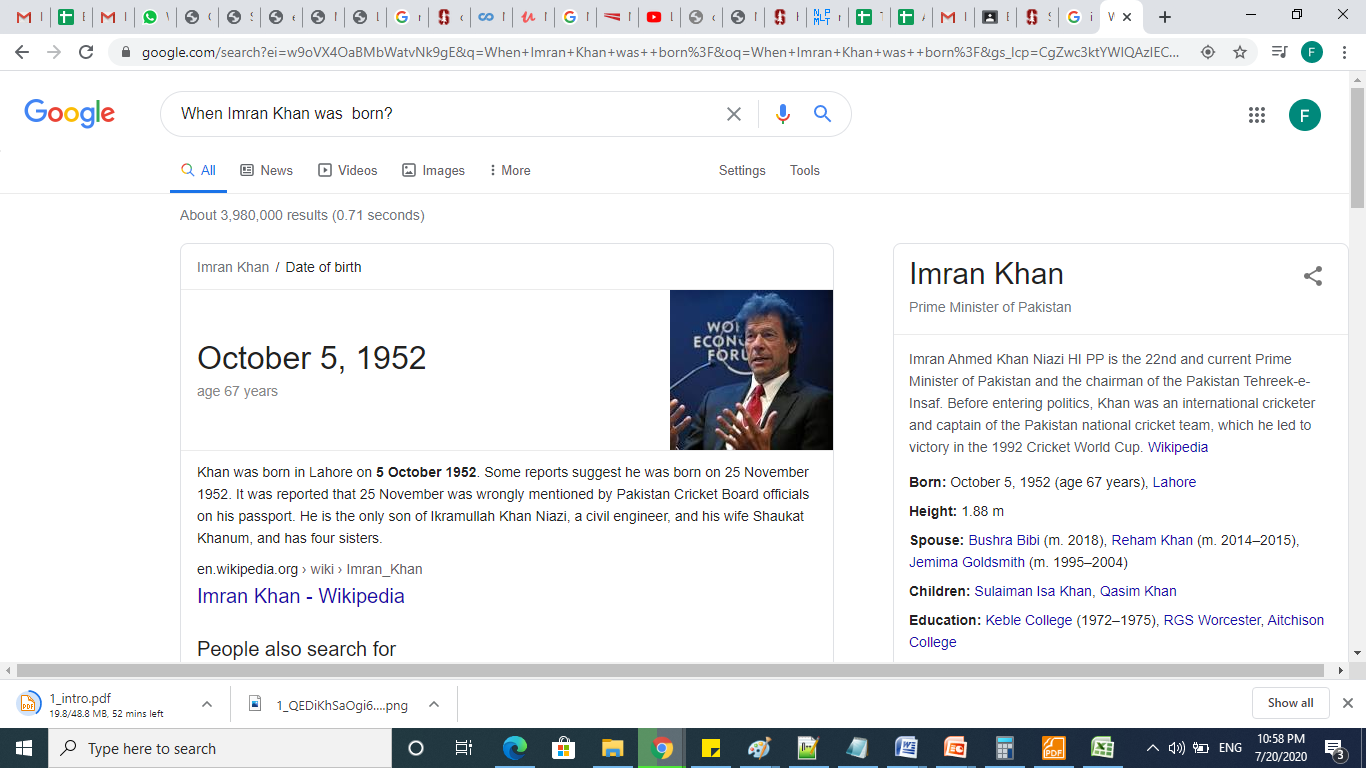 google.com/search?ei=w9oVX4OaBMbWatvNk9gE&q=When+Imran+Khan+was++born%3F&oq=When+Imran+Khan+was++born%3F&gs_lcp=CgZwc3ktYWIQAzIEC...
F
Google
When Imran Khan was  born?
F
All
News
Videos
Images
More
Settings
Tools
About 3,980,000 results (0.71 seconds)
Imran Khan / Date of birth
October 5, 1952
age 67 years
WORLD
ECONOMIC
FORUM
Khan was born in Lahore on 5 October 1952. Some reports suggest he was born on 25 November
1952. It was reported that 25 November was wrongly mentioned by Pakistan Cricket Board officials
on his passport. He is the only son of Ikramullah Khan Niazi, a civil engineer, and his wife Shaukat
Khanum, and has four sisters.
en.wikipedia.org › wiki › Imran_Khan
Imran Khan - Wikipedia
People also search for
Imran Khan
Prime Minister of Pakistan
Imran Ahmed Khan Niazi HI PP is the 22nd and current Prime
Minister of Pakistan and the chairman of the Pakistan Tehreek-e-
Insaf. Before entering politics, Khan was an international cricketer
and captain of the Pakistan national cricket team, which he led to
victory in the 1992 Cricket World Cup. Wikipedia
Born: October 5, 1952 (age 67 years), Lahore
Height: 1.88 m
Spouse: Bushra Bibi (m. 2018), Reham Khan (m. 2014–2015),
Jemima Goldsmith (m. 1995–2004)
Children: Sulaiman Isa Khan, Qasim Khan
Education: Keble College (1972–1975), RGS Worcester, Aitchison
College
1_intro.pdf
19.8/48.8 MB, 52 mins left
1_QEDiKhSaOgi6....png
Show all
Type here to search
ENG
10:58 PM
7/20/2020
3